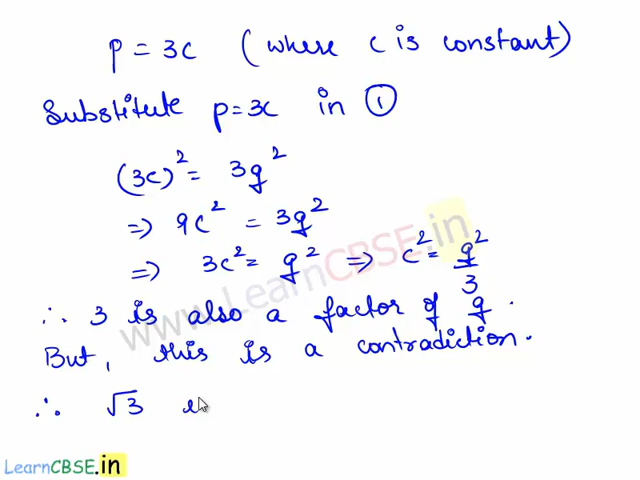 p = 3c (where c is constant)
Substitute p=3c in ①
(3c)² = 3q²
⇒ 9c² = 3q²
⇒ 3c² = q² ⇒ c² = q²/3
∴ 3 is also a factor of q.
But, this is a contradiction.
∴ √3
www.LearnCBSE.in
LearnCBSE.in